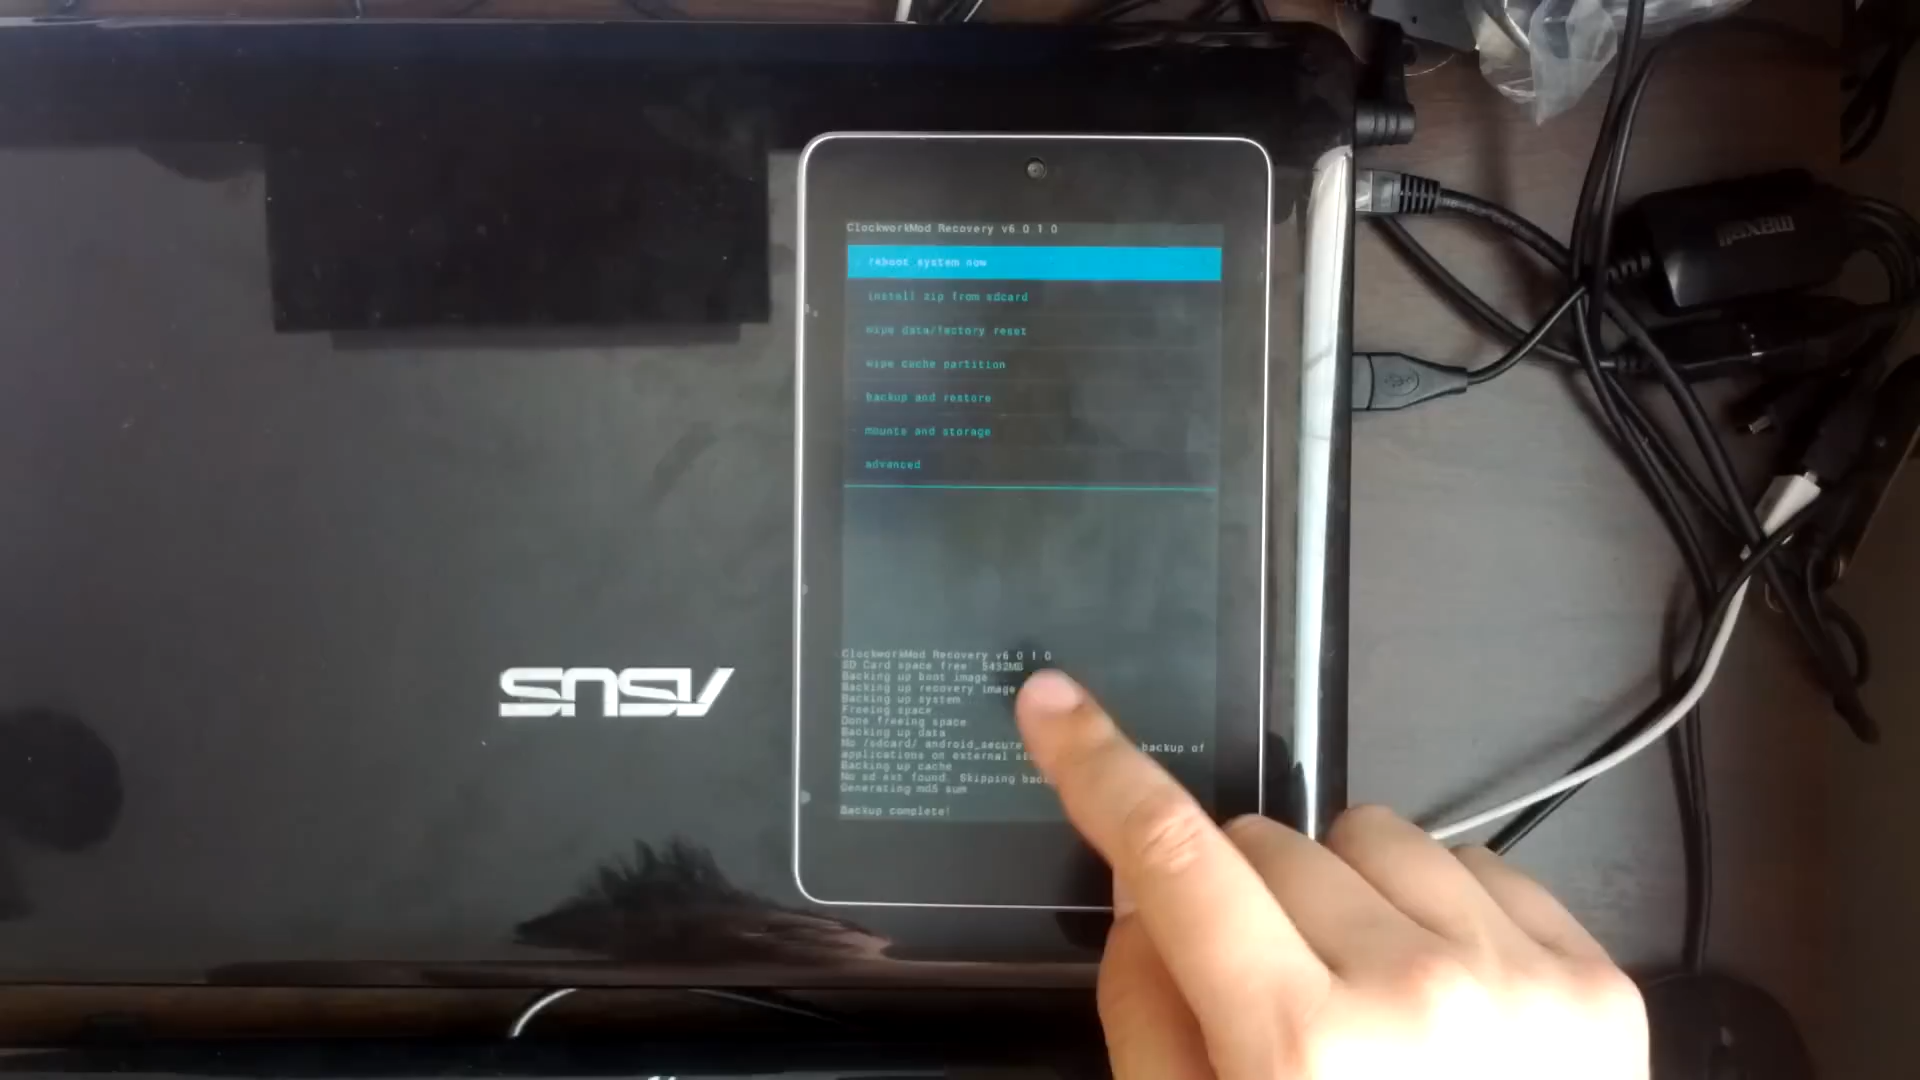 ClockworkMod Recovery v6 0 1 0
reboot system now
install zip from sdcard
wipe data/factory reset
wipe cache partition
backup and restore
mounts and storage
advanced
ClockworkMod Recovery v6 0 1 0
SD Card space free 5432MB
Backing up boot image
Backing up recovery image
Backing up system
Freeing space
Done freeing space
Backing up data
No /sdcard/ android_secure backup of
applications on external
Backing up cache
No sd ext found. Skipping
Generating md5 sum
Backup complete!
ASUS
maxell